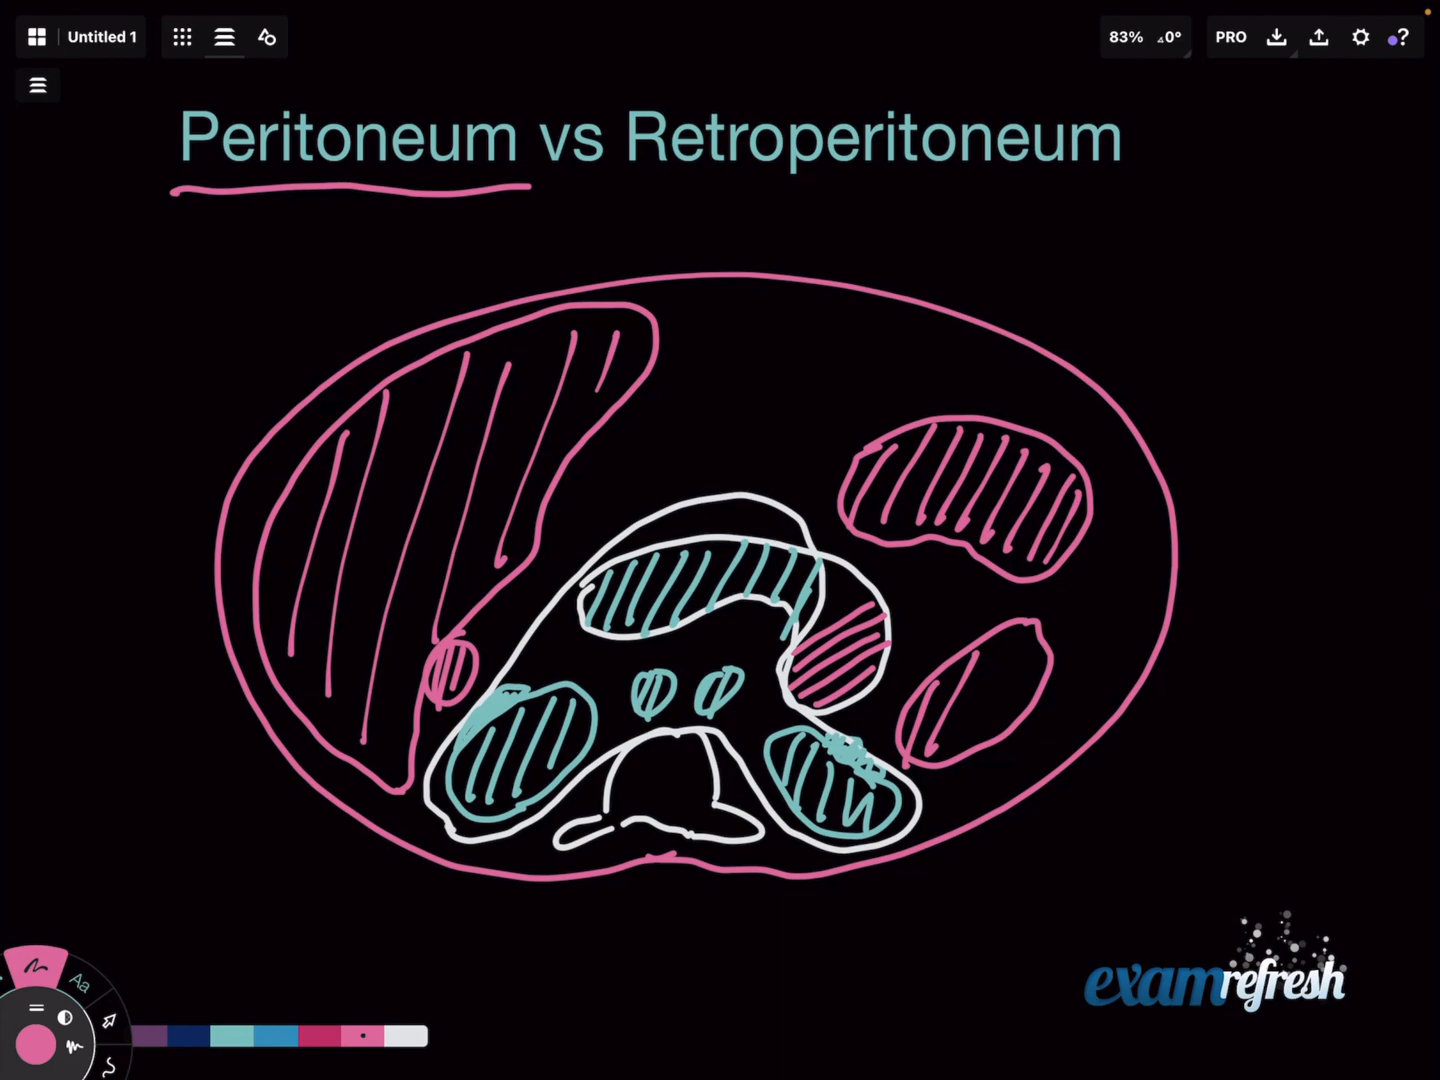 Untitled 1
83% 0°
PRO
?
Peritoneum vs Retroperitoneum
examrefresh
Aa